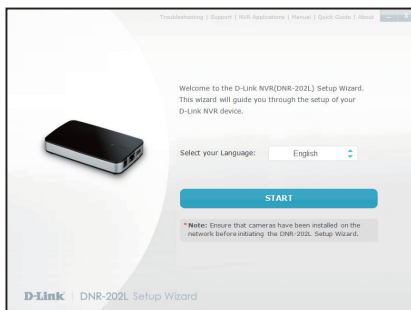 Troubleshooting | Support | NVR Applications | Manual | Quick Guide | About
Welcome to the D-Link NVR(DNR-202L) Setup Wizard.
This wizard will guide you through the setup of your
D-Link NVR device.
Select your Language: English
START
*Note: Ensure that cameras have been installed on the
network before initiating the DNR-202L Setup Wizard.
D-Link | DNR-202L Setup Wizard